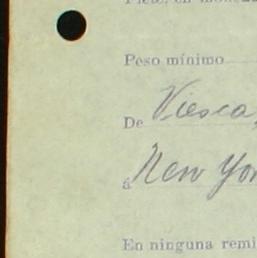 Peso mínimo
De Viesca,
á New Yor
En ninguna remi